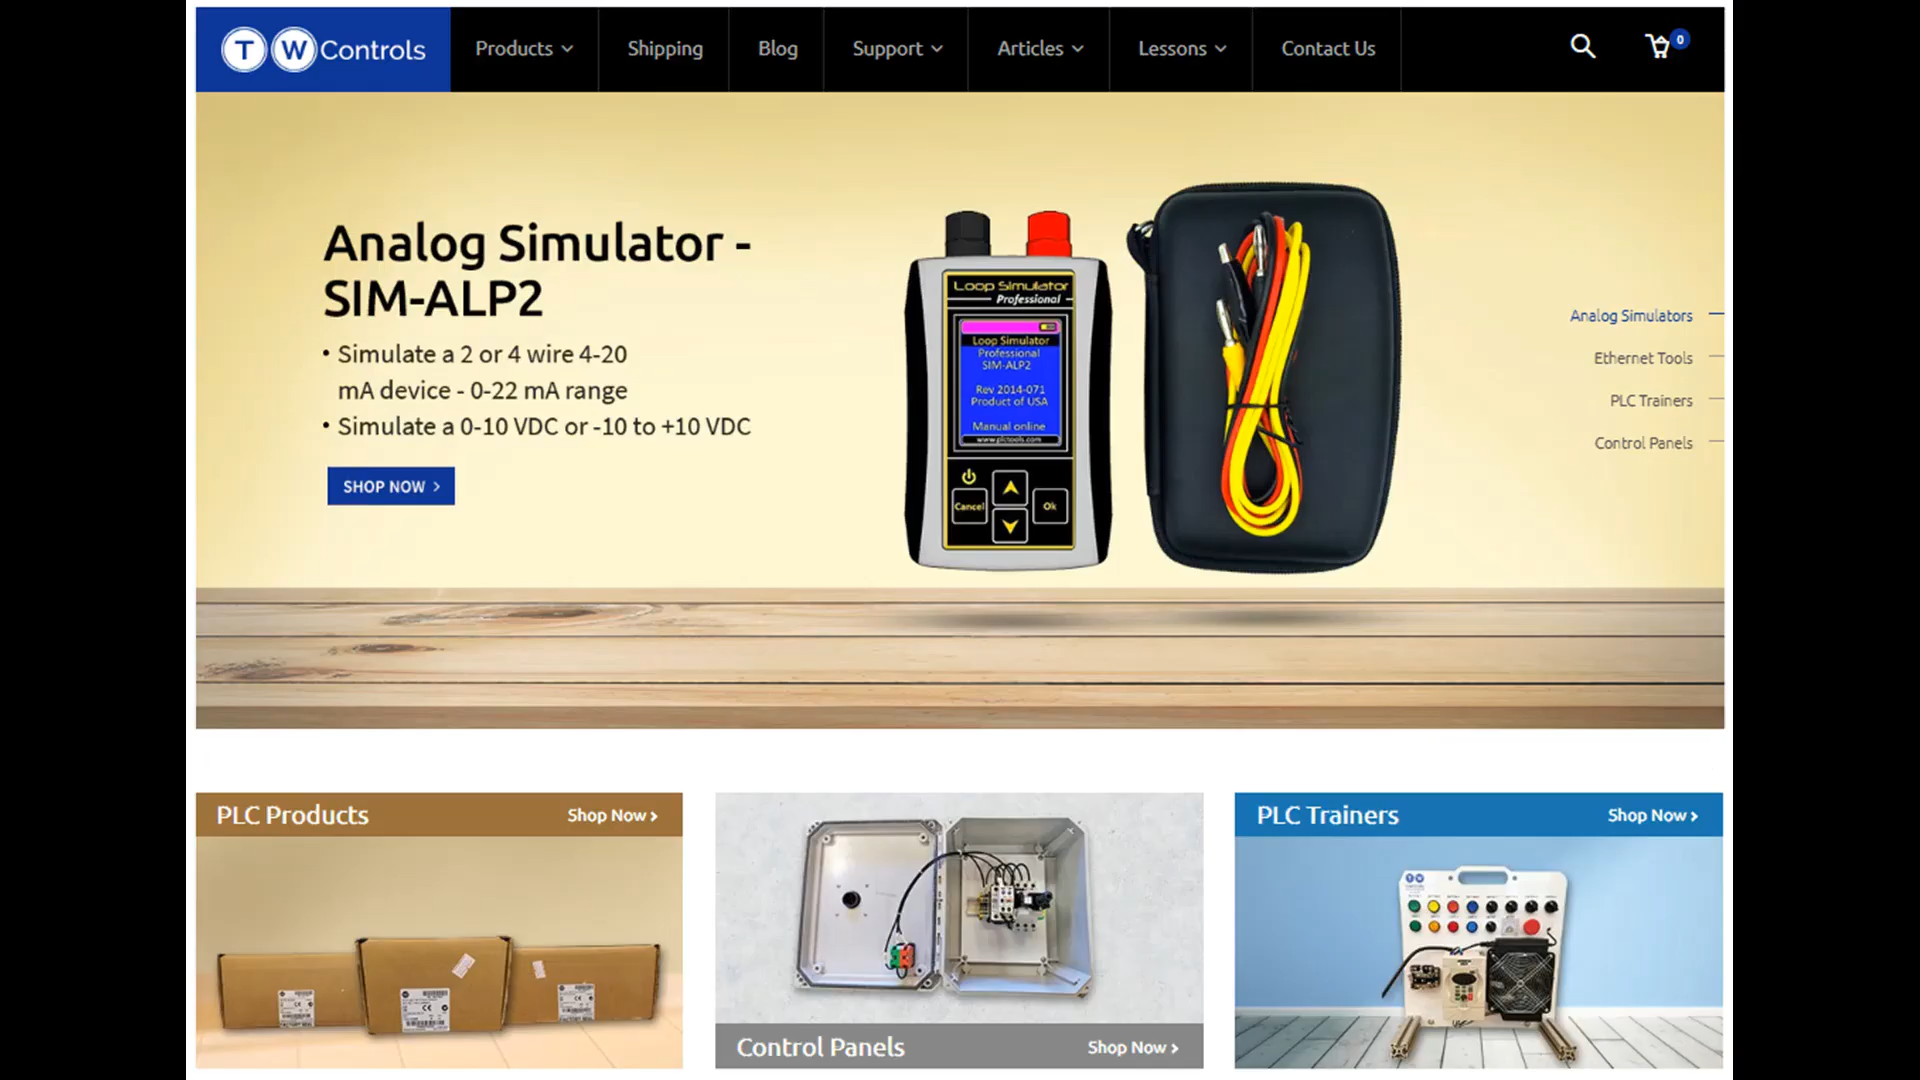 TW Controls
Products
Shipping
Blog
Support
Articles
Lessons
Contact Us
0
Analog Simulator -
SIM-ALP2
• Simulate a 2 or 4 wire 4-20
mA device - 0-22 mA range
• Simulate a 0-10 VDC or -10 to +10 VDC
SHOP NOW >
Loop Simulator
Professional
Loop Simulator
Professional
SIM-ALP2
Rev 2014-071
Product of USA
Manual online
www.plctools.com
Cancel
Ok
Analog Simulators
Ethernet Tools
PLC Trainers
Control Panels
PLC Products
Shop Now >
Control Panels
Shop Now >
PLC Trainers
Shop Now >